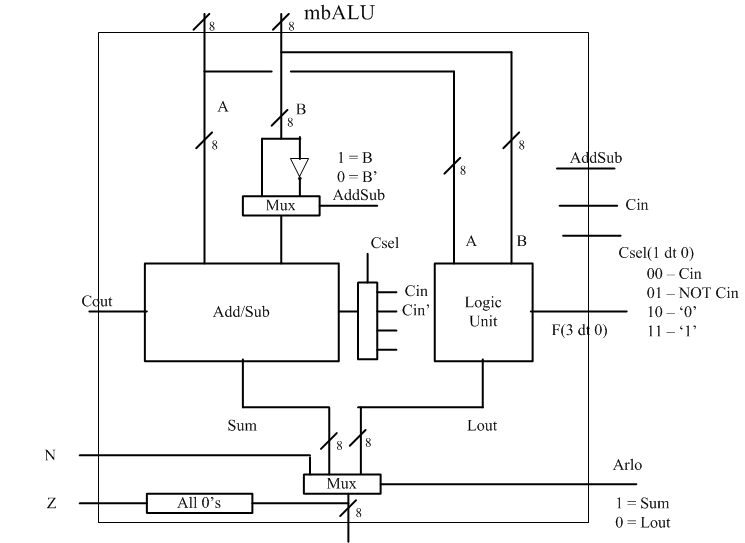 mbALU
8
8
A
B
8
8
8
8
1 = B
0 = B'
AddSub
Mux
AddSub
Cin
Csel
A
B
Csel(1 dt 0)
00 – Cin
01 – NOT Cin
10 – ‘0’
11 – ‘1’
Cout
Add/Sub
Cin
Cin'
Logic
Unit
F(3 dt 0)
Sum
Lout
8
8
N
Arlo
Mux
Z
All 0’s
8
1 = Sum
0 = Lout